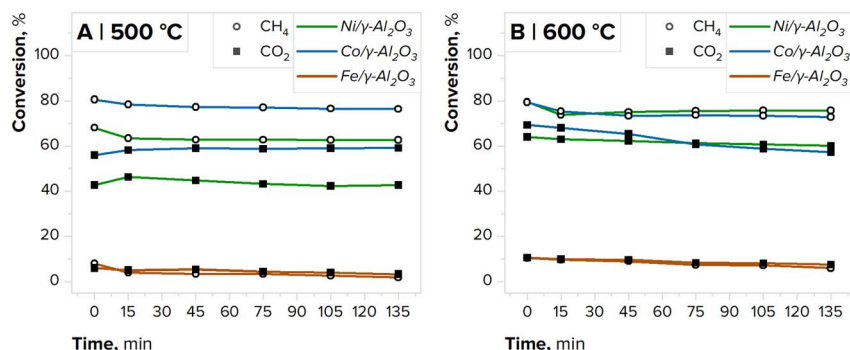 A | 500 °C
CH₄
CO₂
Ni/γ-Al₂O₃
Co/γ-Al₂O₃
Fe/γ-Al₂O₃
Conversion, %
100
80
60
40
20
0
0 15 30 45 60 75 90 105 120 135
Time, min
B | 600 °C
CH₄
CO₂
Ni/γ-Al₂O₃
Co/γ-Al₂O₃
Fe/γ-Al₂O₃
Conversion, %
100
80
60
40
20
0
0 15 30 45 60 75 90 105 120 135
Time, min